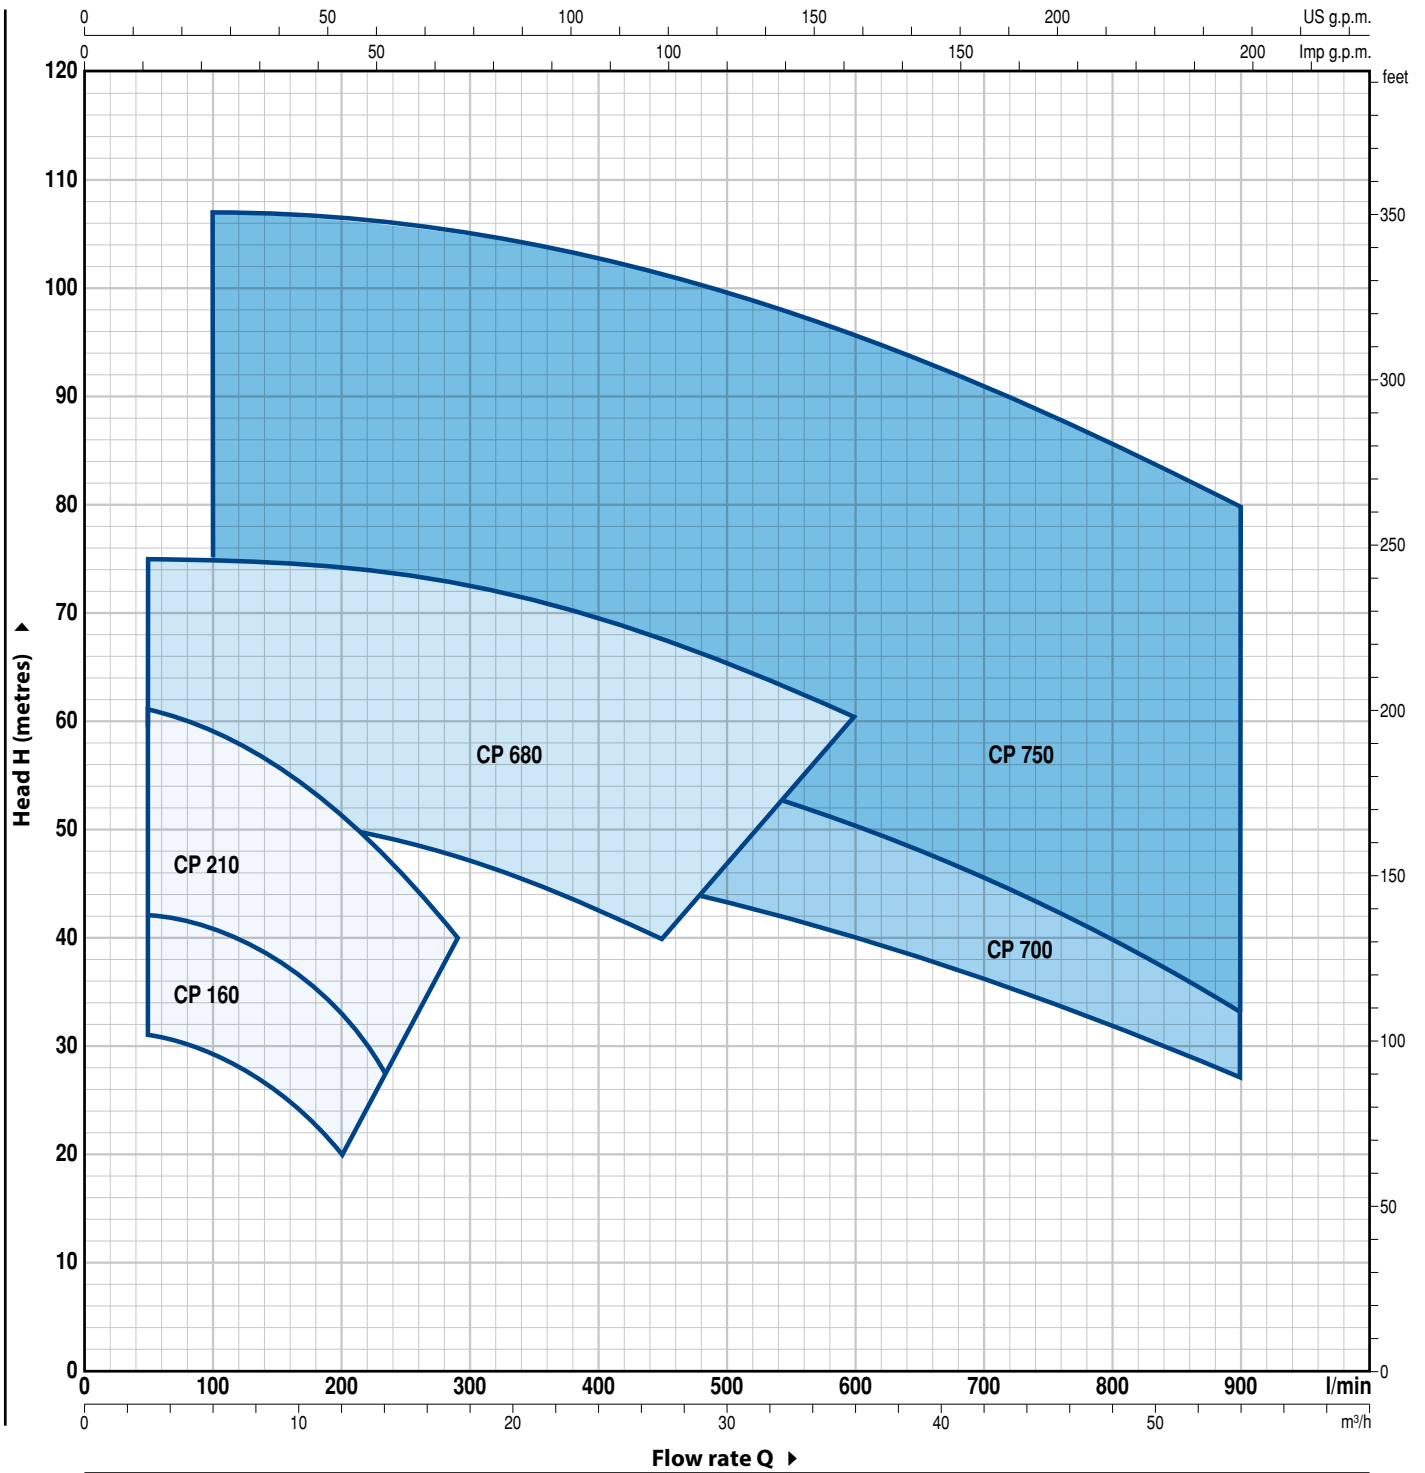 0 50 100 150 200 US g.p.m.
0 50 100 150 200 Imp g.p.m.
feet
120
110
100
90
80
70
60
50
40
30
20
10
0
350
300
250
200
150
100
50
0
Head H (metres)
CP 680
CP 750
CP 210
CP 700
CP 160
0 100 200 300 400 500 600 700 800 900 l/min
0 10 20 30 40 50 m³/h
Flow rate Q